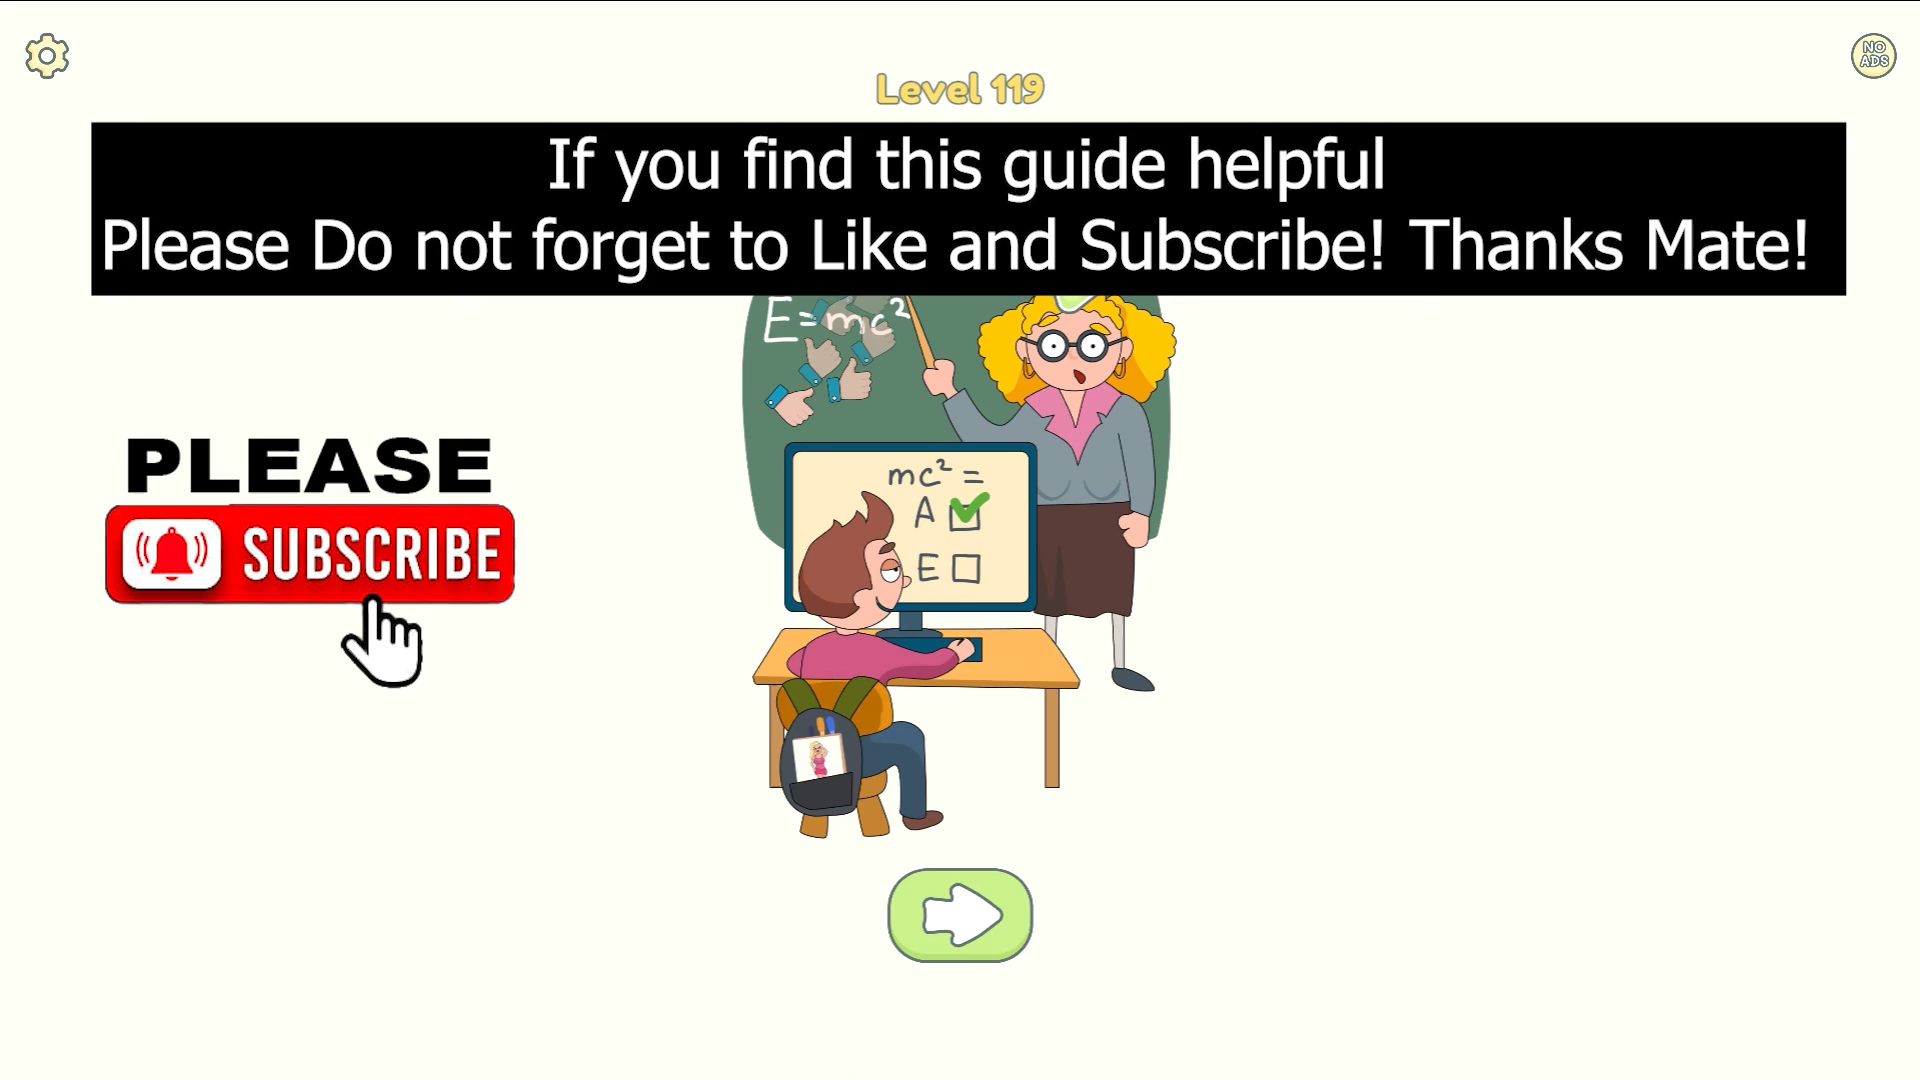 NO
ADS
Level 119
If you find this guide helpful
Please Do not forget to Like and Subscribe! Thanks Mate!
E=mc²
PLEASE
SUBSCRIBE
mc² =
A
E